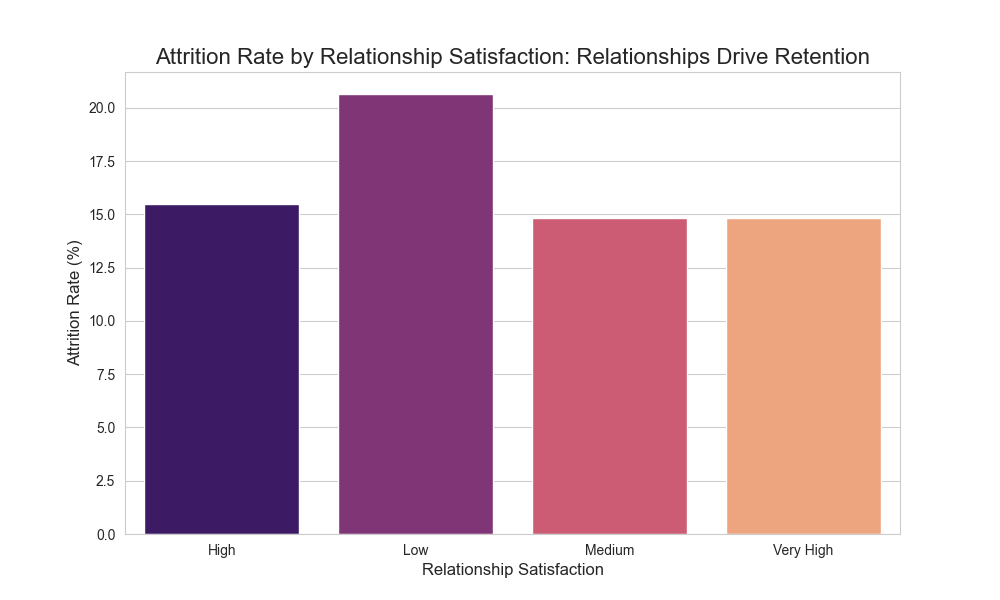 Attrition Rate by Relationship Satisfaction: Relationships Drive Retention
Attrition Rate (%)
20.0
17.5
15.0
12.5
10.0
7.5
5.0
2.5
0.0
High
Low
Medium
Very High
Relationship Satisfaction